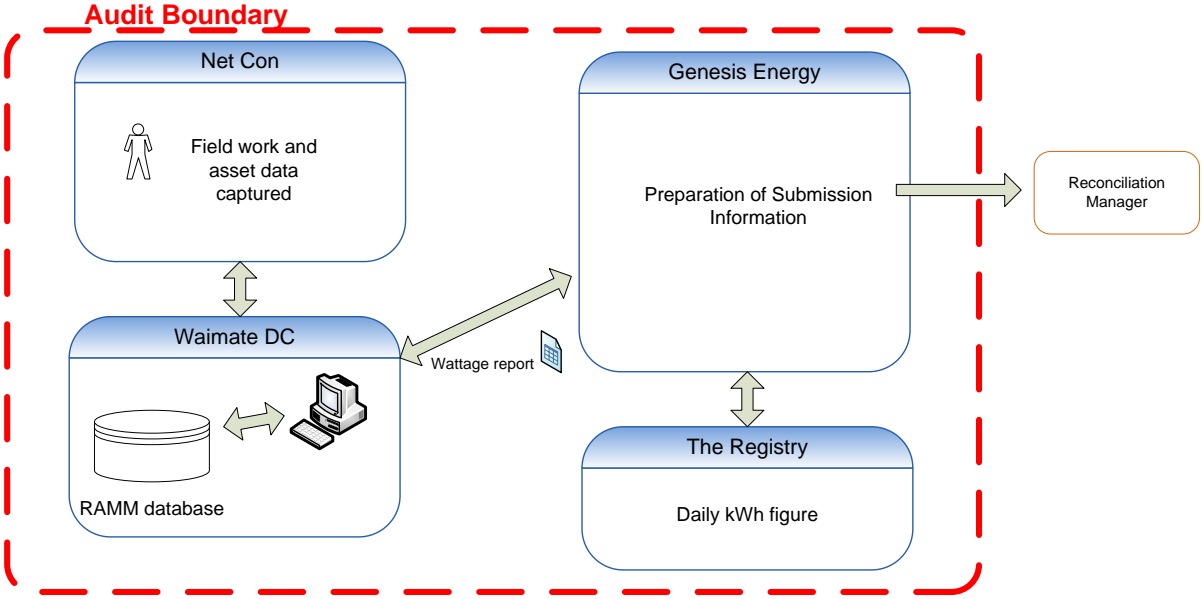 Audit Boundary
Net Con
Field work and
asset data
captured
Genesis Energy
Preparation of Submission
Information
Reconciliation
Manager
Waimate DC
RAMM database
Wattage report
The Registry
Daily kWh figure